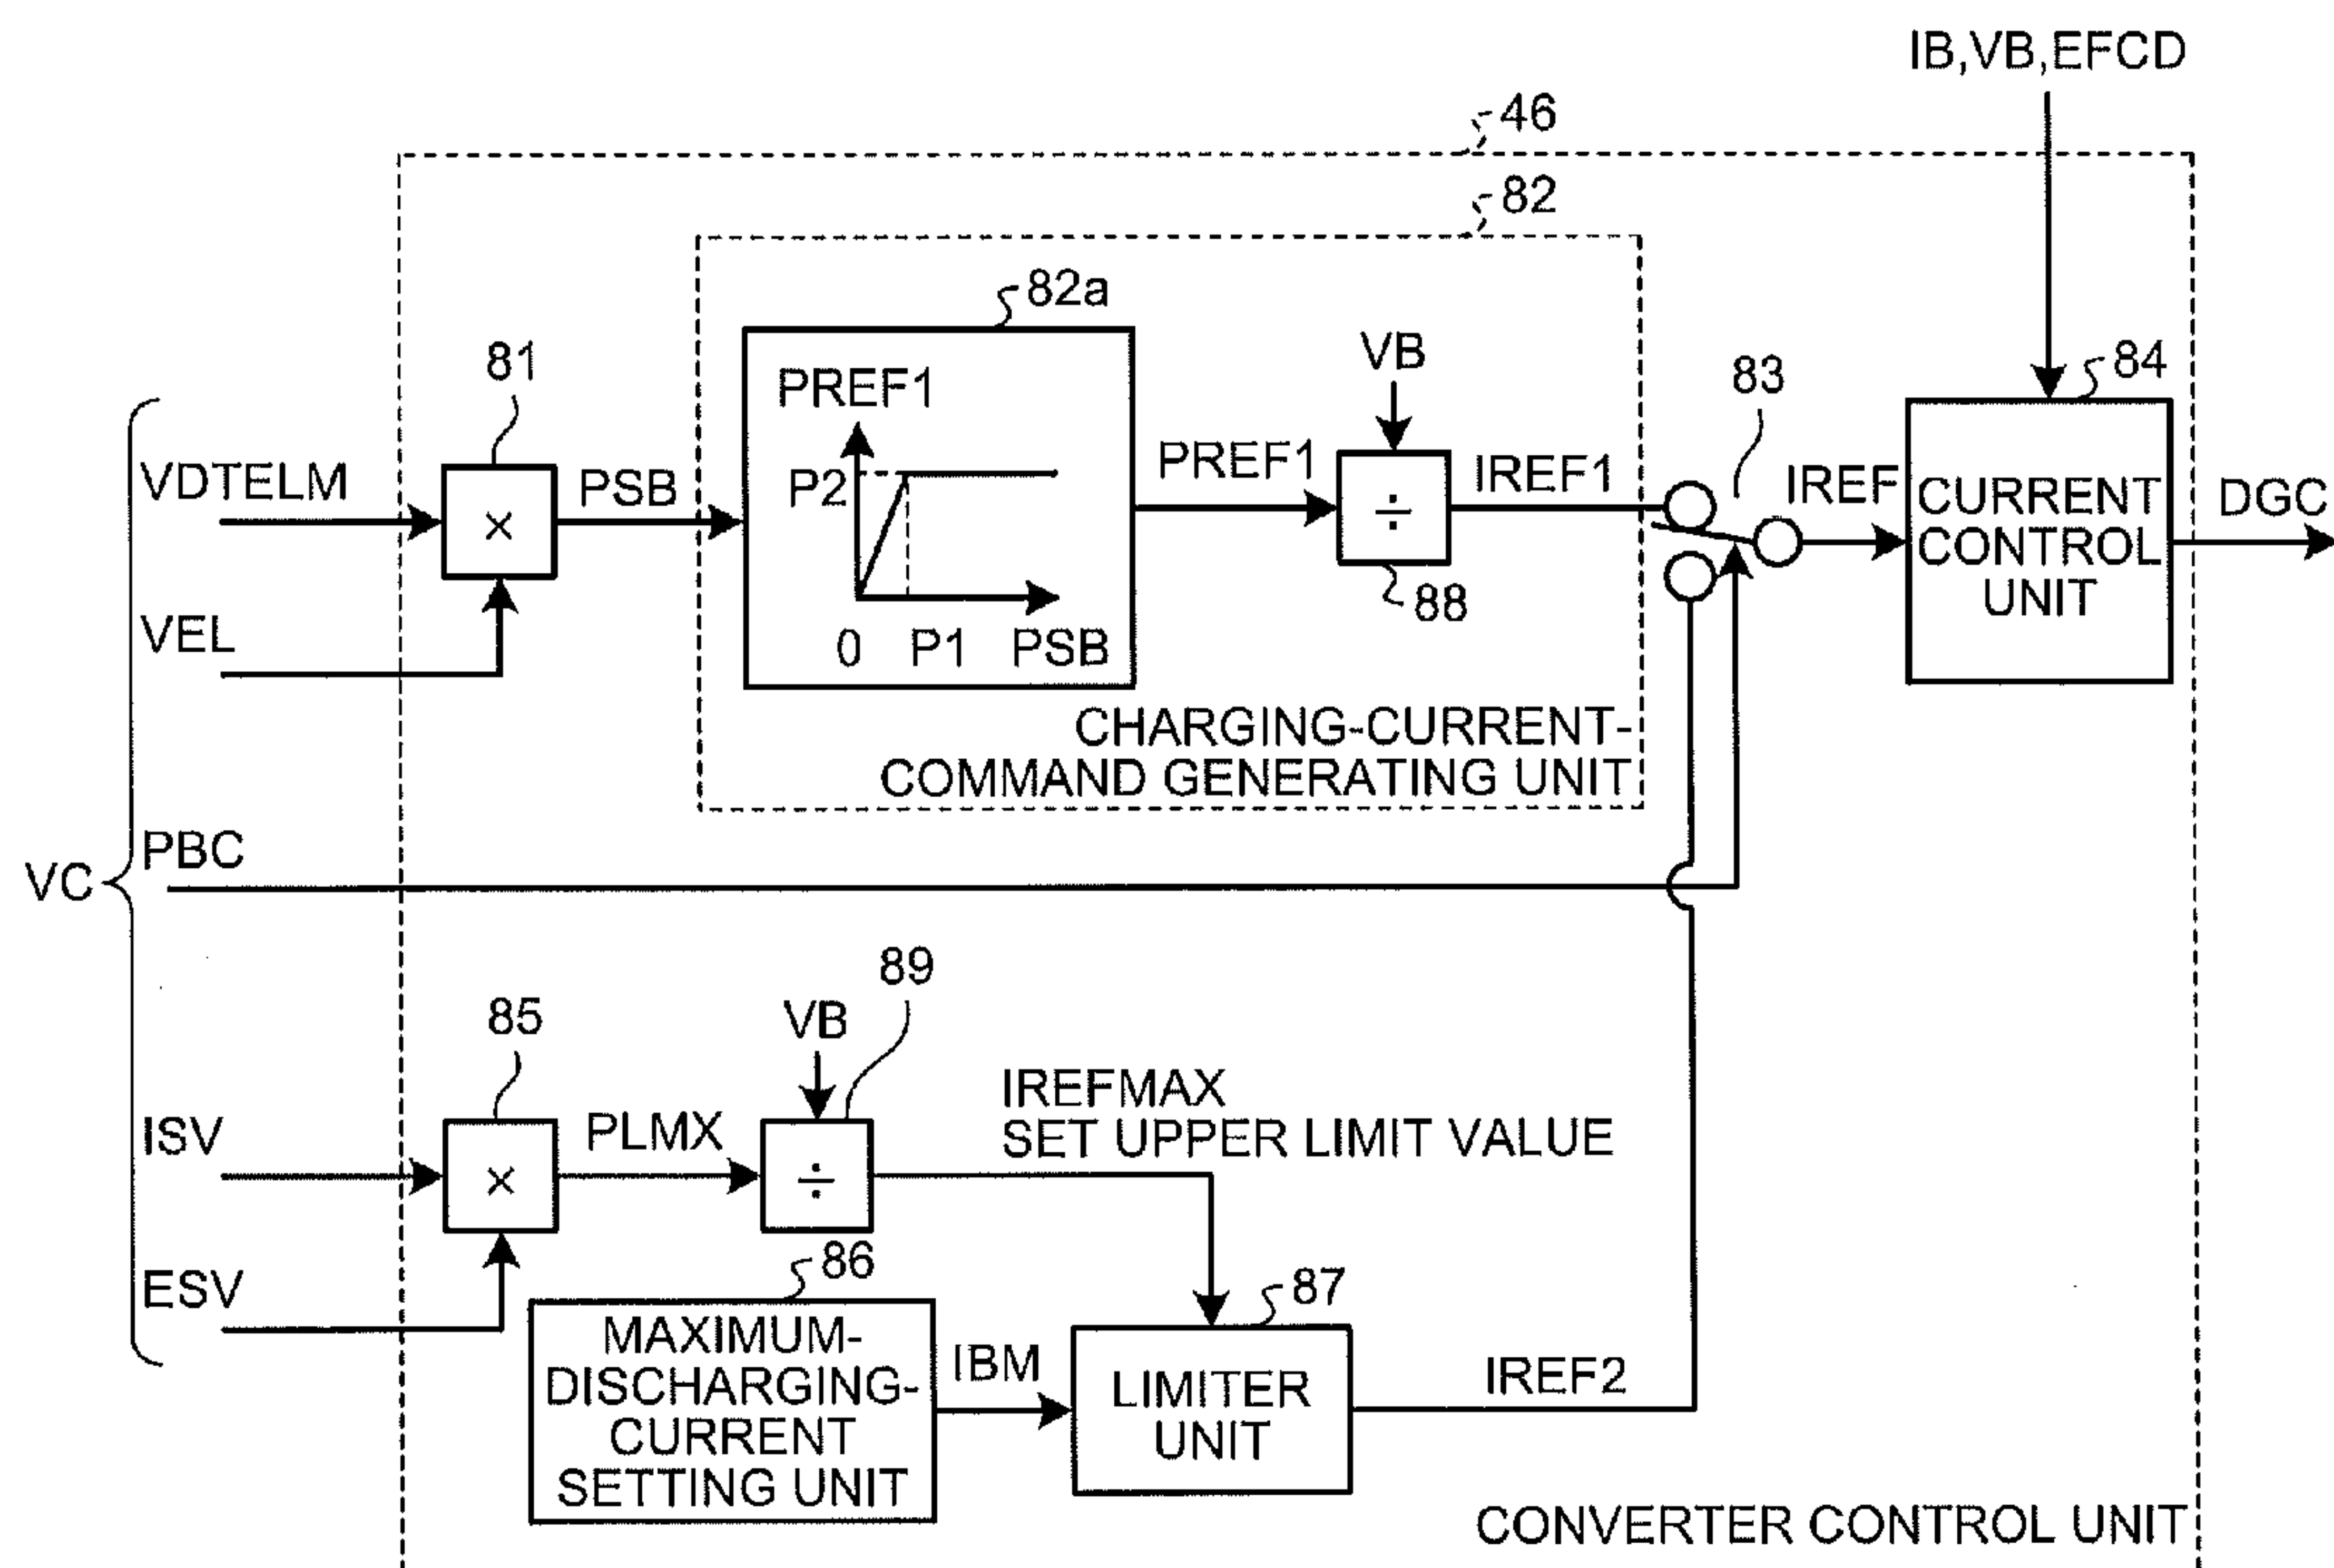 IB,VB,EFCD
46
82
82a
81
VB
83
84
PREF1
P2
0
P1
PSB
VDTELM
×
PSB
PREF1
÷
IREF1
IREF
CURRENT
CONTROL
UNIT
DGC
VEL
88
CHARGING-CURRENT-
COMMAND GENERATING UNIT
VC
PBC
89
85
VB
IREFMAX
SET UPPER LIMIT VALUE
ISV
×
PLMX
÷
86
87
ESV
MAXIMUM-
DISCHARGING-
CURRENT
SETTING UNIT
IBM
LIMITER
UNIT
IREF2
CONVERTER CONTROL UNIT